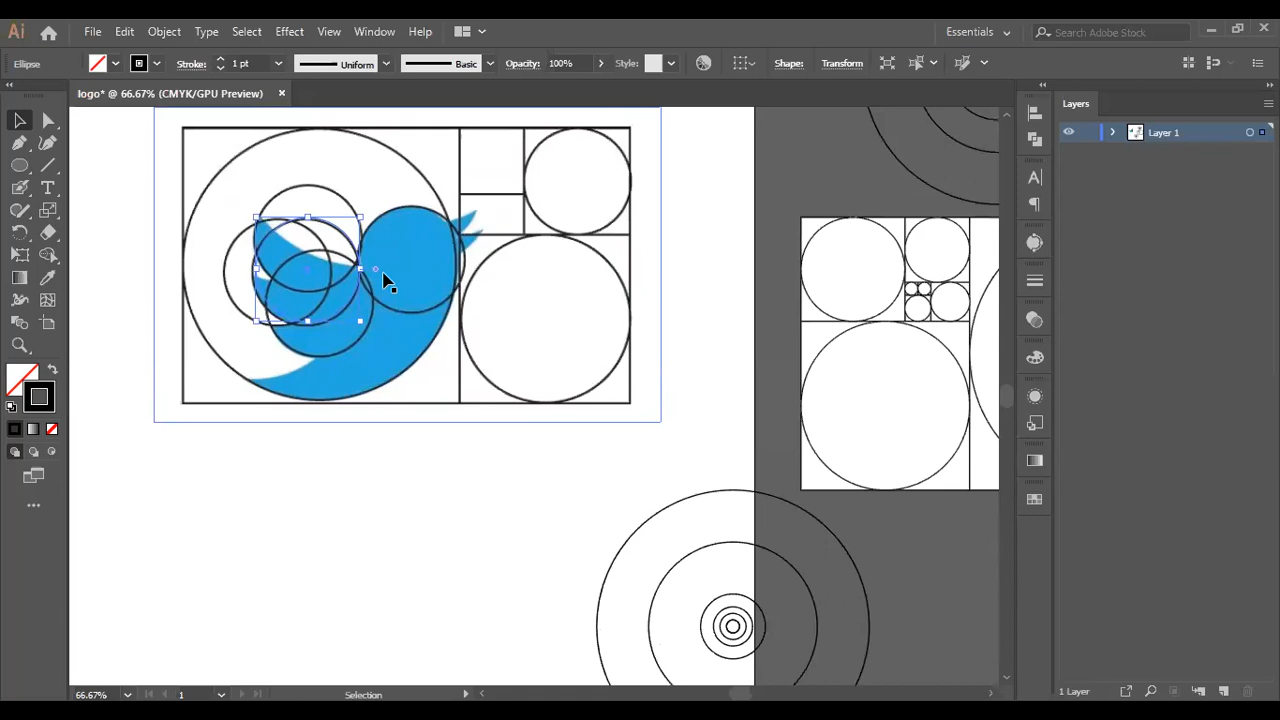 Ai File Edit Object Type Select Effect View Window Help Essentials Search Adobe Stock
Ellipse Stroke: 1 pt Uniform Basic Opacity: 100% Style: Shape: Transform
logo* @ 66.67% (CMYK/GPU Preview) Layers
Layer 1
66.67% 1 Selection 1 Layer